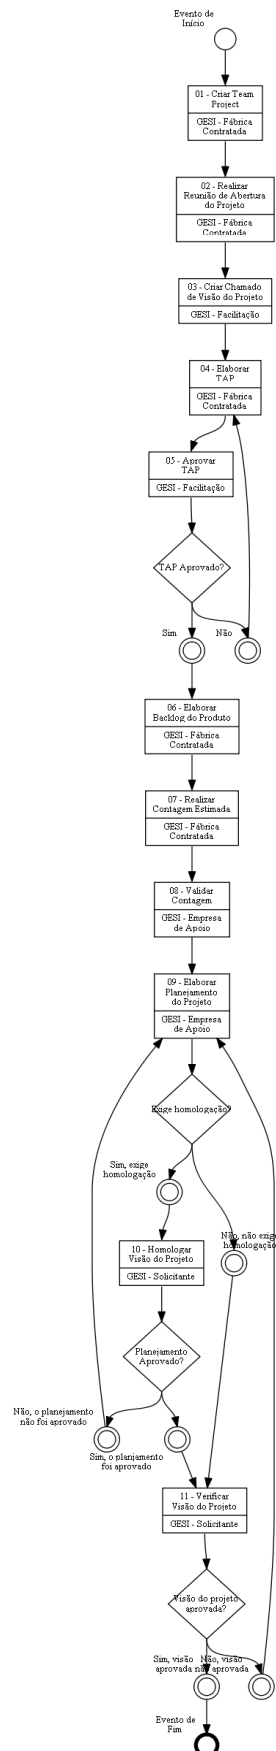 Evento de
Início
01 - Criar Team
Project
GESI - Fábrica
Contratada
02 - Realizar
Reunião de Abertura
do Projeto
GESI - Fábrica
Contratada
03 - Criar Chamado
de Visão do Projeto
GESI - Facilitação
04 - Elaborar
TAP
GESI - Fábrica
Contratada
05 - Aprovar
TAP
GESI - Facilitação
TAP Aprovado?
Sim
Não
06 - Elaborar
Backlog do Produto
GESI - Fábrica
Contratada
07 - Realizar
Contagem Estimada
GESI - Fábrica
Contratada
08 - Validar
Contagem
GESI - Empresa
de Apoio
09 - Elaborar
Planejamento
do Projeto
GESI - Empresa
de Apoio
Exige homologação?
Sim, exige
homologação
Não, não exige
homologação
10 - Homologar
Visão do Projeto
GESI - Solicitante
Planejamento
Aprovado?
Não, o planejamento
não foi aprovado
Sim, o planjamento
foi aprovado
11 - Verificar
Visão do Projeto
GESI - Solicitante
Visão do projeto
aprovada?
Sim, visão
aprovada
Não, visão
não aprovada
Evento de
Fim